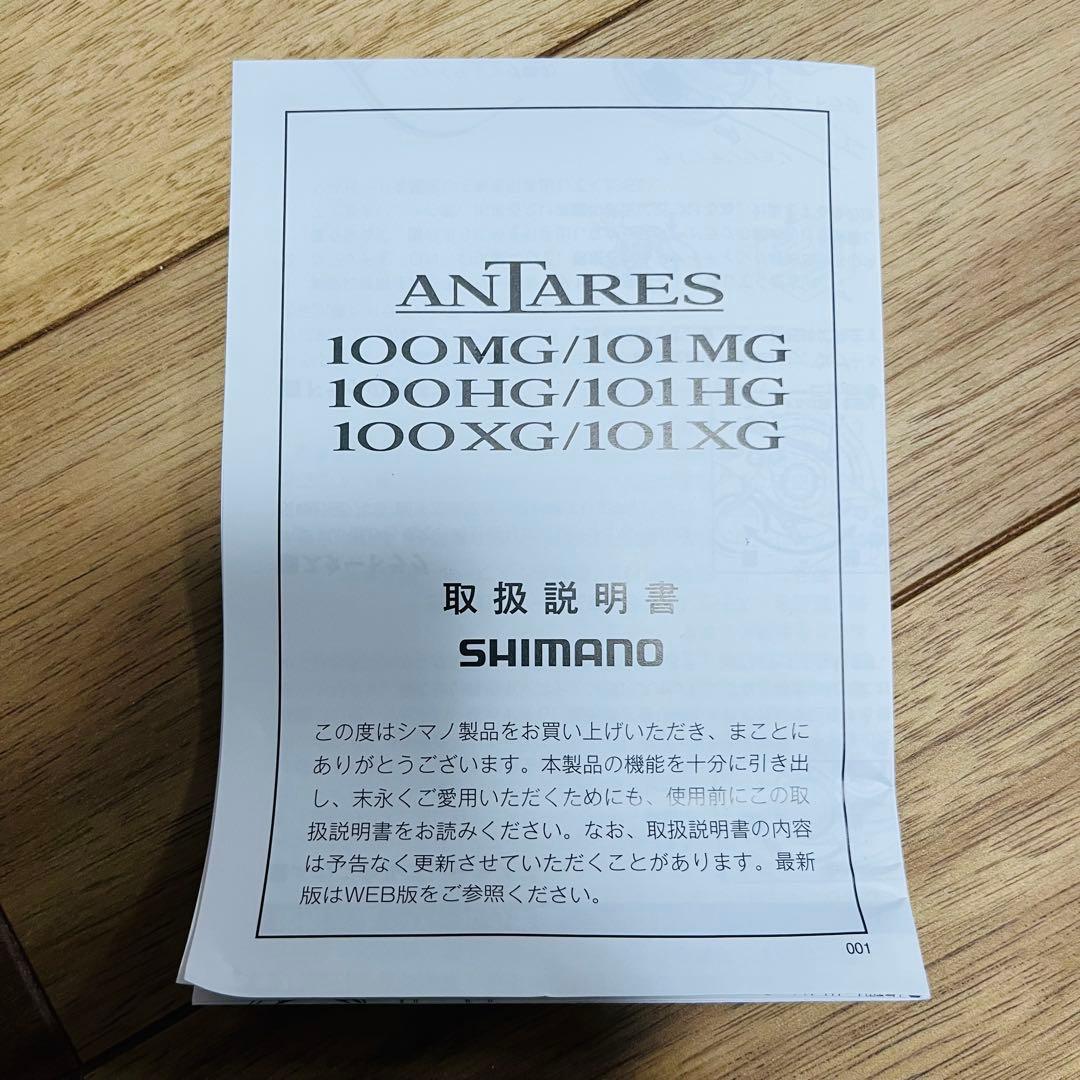 ANTARES
100MG/101MG
100HG/101HG
100XG/101XG
取扱説明書
SHIMANO
この度はシマノ製品をお買い上げいただき、まことに
ありがとうございます。本製品の機能を十分に引き出
し、末永くご愛用いただくためにも、使用前にこの取
扱説明書をお読みください。なお、取扱説明書の内容
は予告なく更新させていただくことがあります。最新
版はWEB版をご参照ください。
001